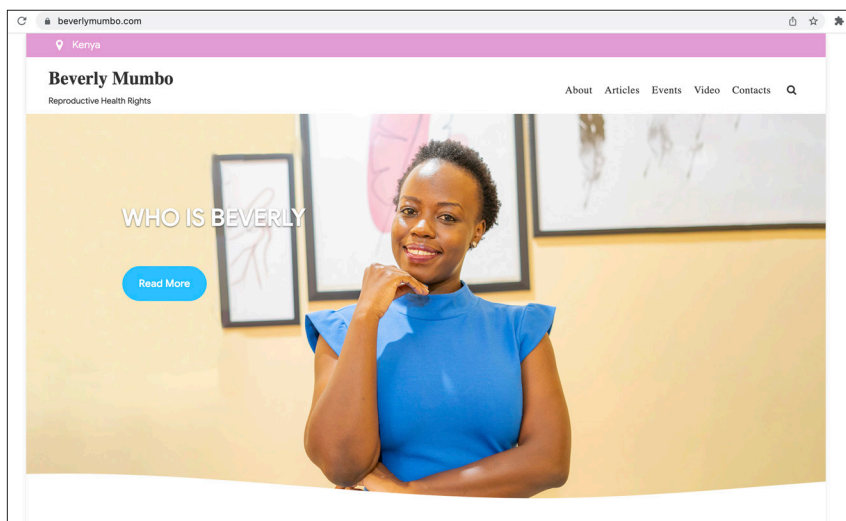 beverlymumbo.com
Kenya
Beverly Mumbo
Reproductive Health Rights
About Articles Events Video Contacts
WHO IS BEVERLY
Read More